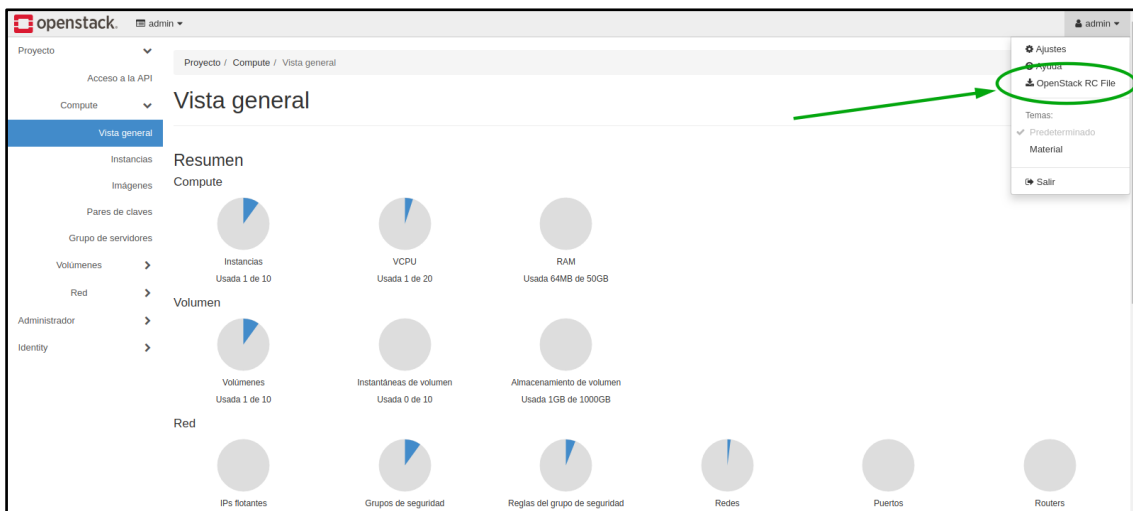 openstack. admin admin
Proyecto
Acceso a la API
Compute
Vista general
Instancias
Imágenes
Pares de claves
Grupo de servidores
Volúmenes
Red
Administrador
Identity
Proyecto / Compute / Vista general
Vista general
Ajustes
Ayuda
OpenStack RC File
Temas:
Predeterminado
Material
Salir
Resumen
Compute
Instancias VCPU RAM
Usada 1 de 10 Usada 1 de 20 Usada 64MB de 50GB
Volumen
Volúmenes Instantáneas de volumen Almacenamiento de volumen
Usada 1 de 10 Usada 0 de 10 Usada 1GB de 1000GB
Red
IPs flotantes Grupos de seguridad Reglas del grupo de seguridad Redes Puertos Routers